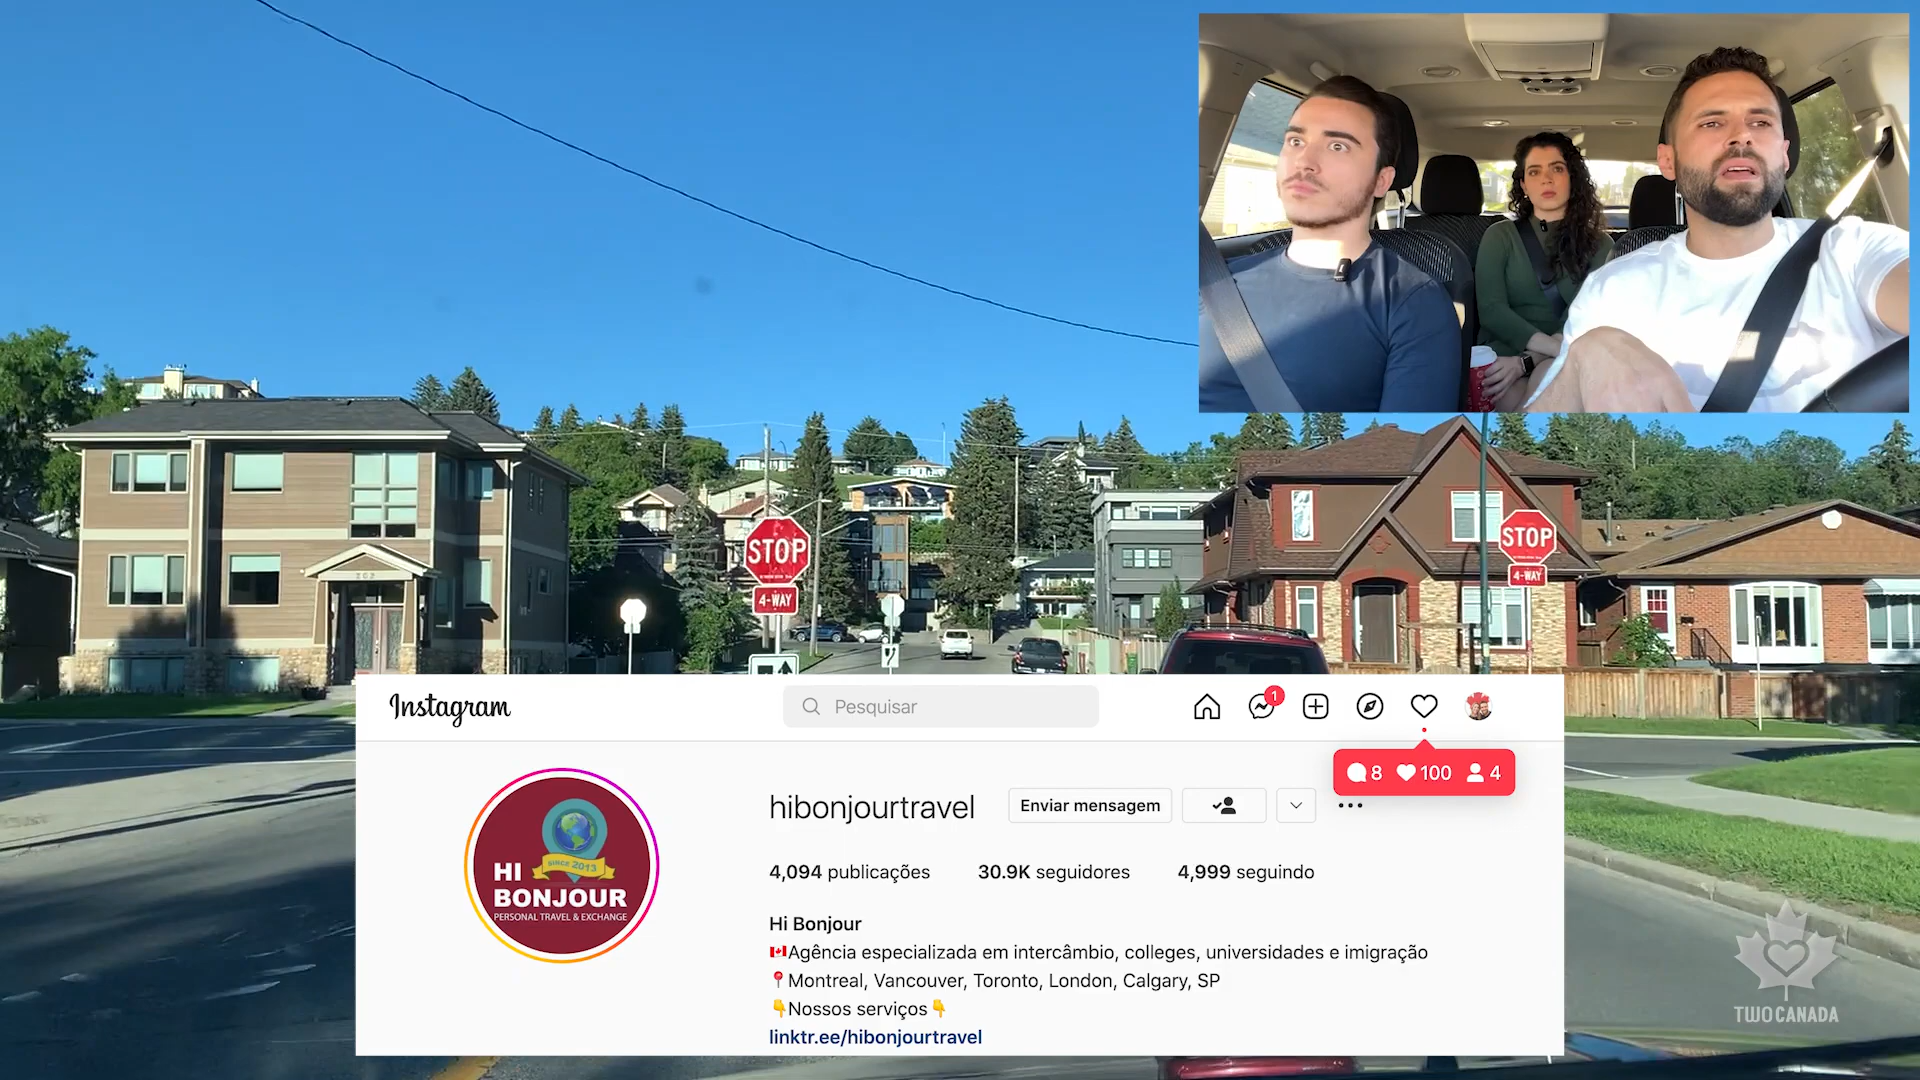 202
STOP
4-WAY
STOP
4-WAY
Instagram
Pesquisar
1
8 100 4
hibonjourtravel
Enviar mensagem
4,094 publicações 30.9K seguidores 4,999 seguindo
HI
SINCE 2013
BONJOUR
PERSONAL TRAVEL & EXCHANGE
Hi Bonjour
Agência especializada em intercâmbio, colleges, universidades e imigração
Montreal, Vancouver, Toronto, London, Calgary, SP
Nossos serviços
linktr.ee/hibonjourtravel
TWO CANADA